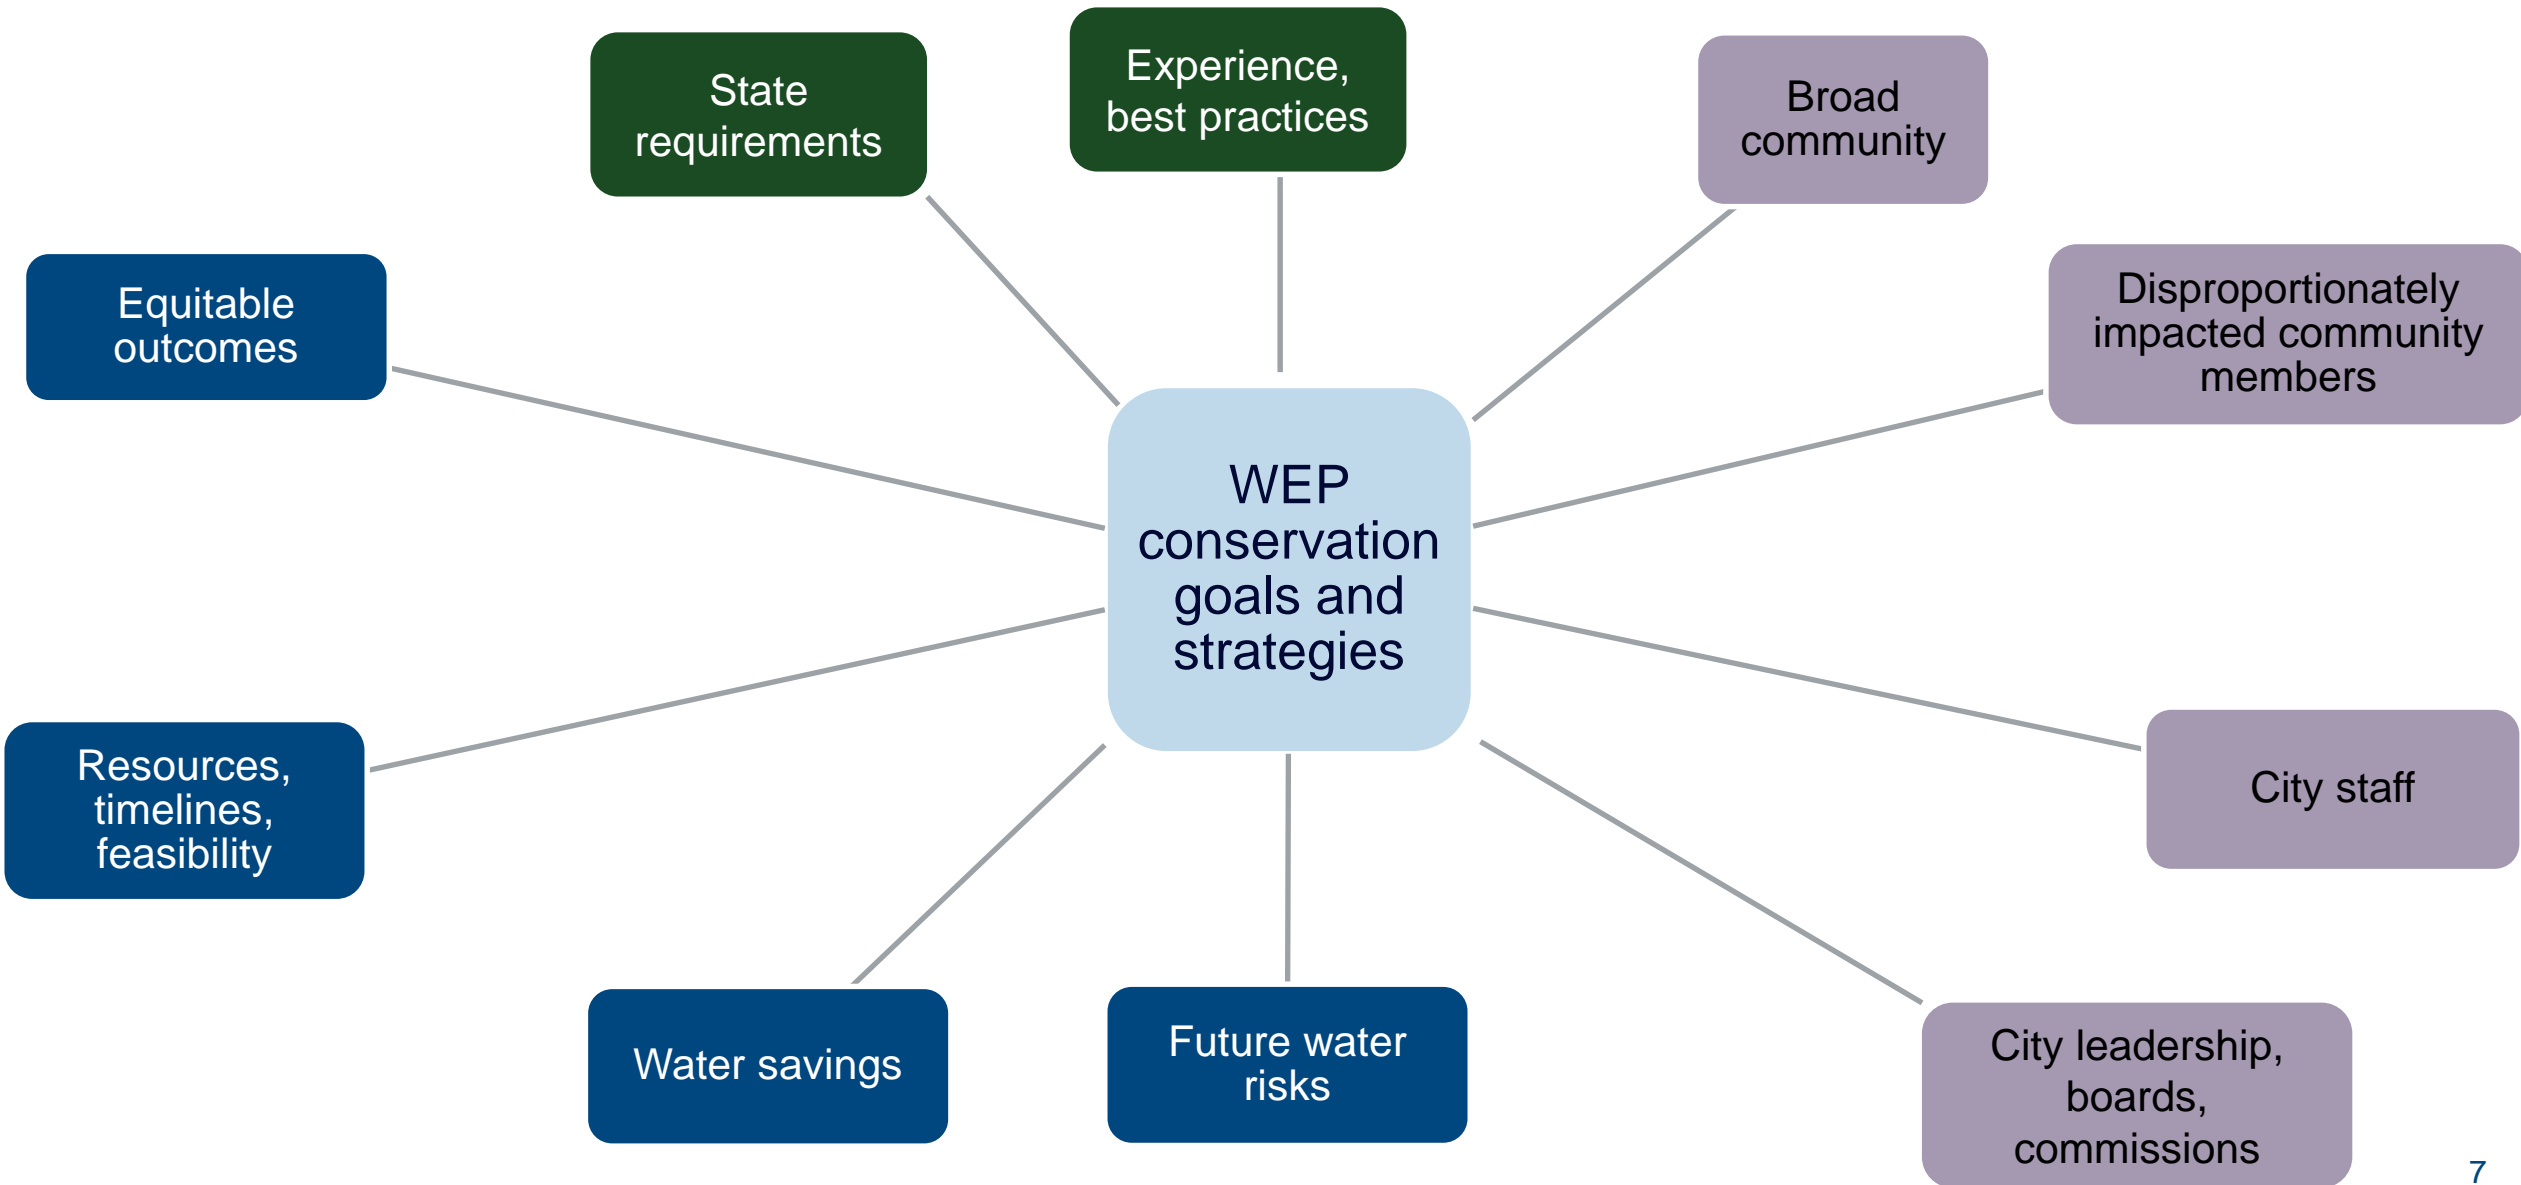 State
requirements
Experience,
best practices
Broad
community
Equitable
outcomes
Disproportionately
impacted community
members
WEP
conservation
goals and
strategies
Resources,
timelines,
feasibility
City staff
Water savings
Future water
risks
City leadership,
boards,
commissions
7